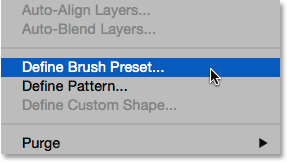 Auto-Align Layers...
Auto-Blend Layers...
Define Brush Preset...
Define Pattern...
Define Custom Shape...
Purge